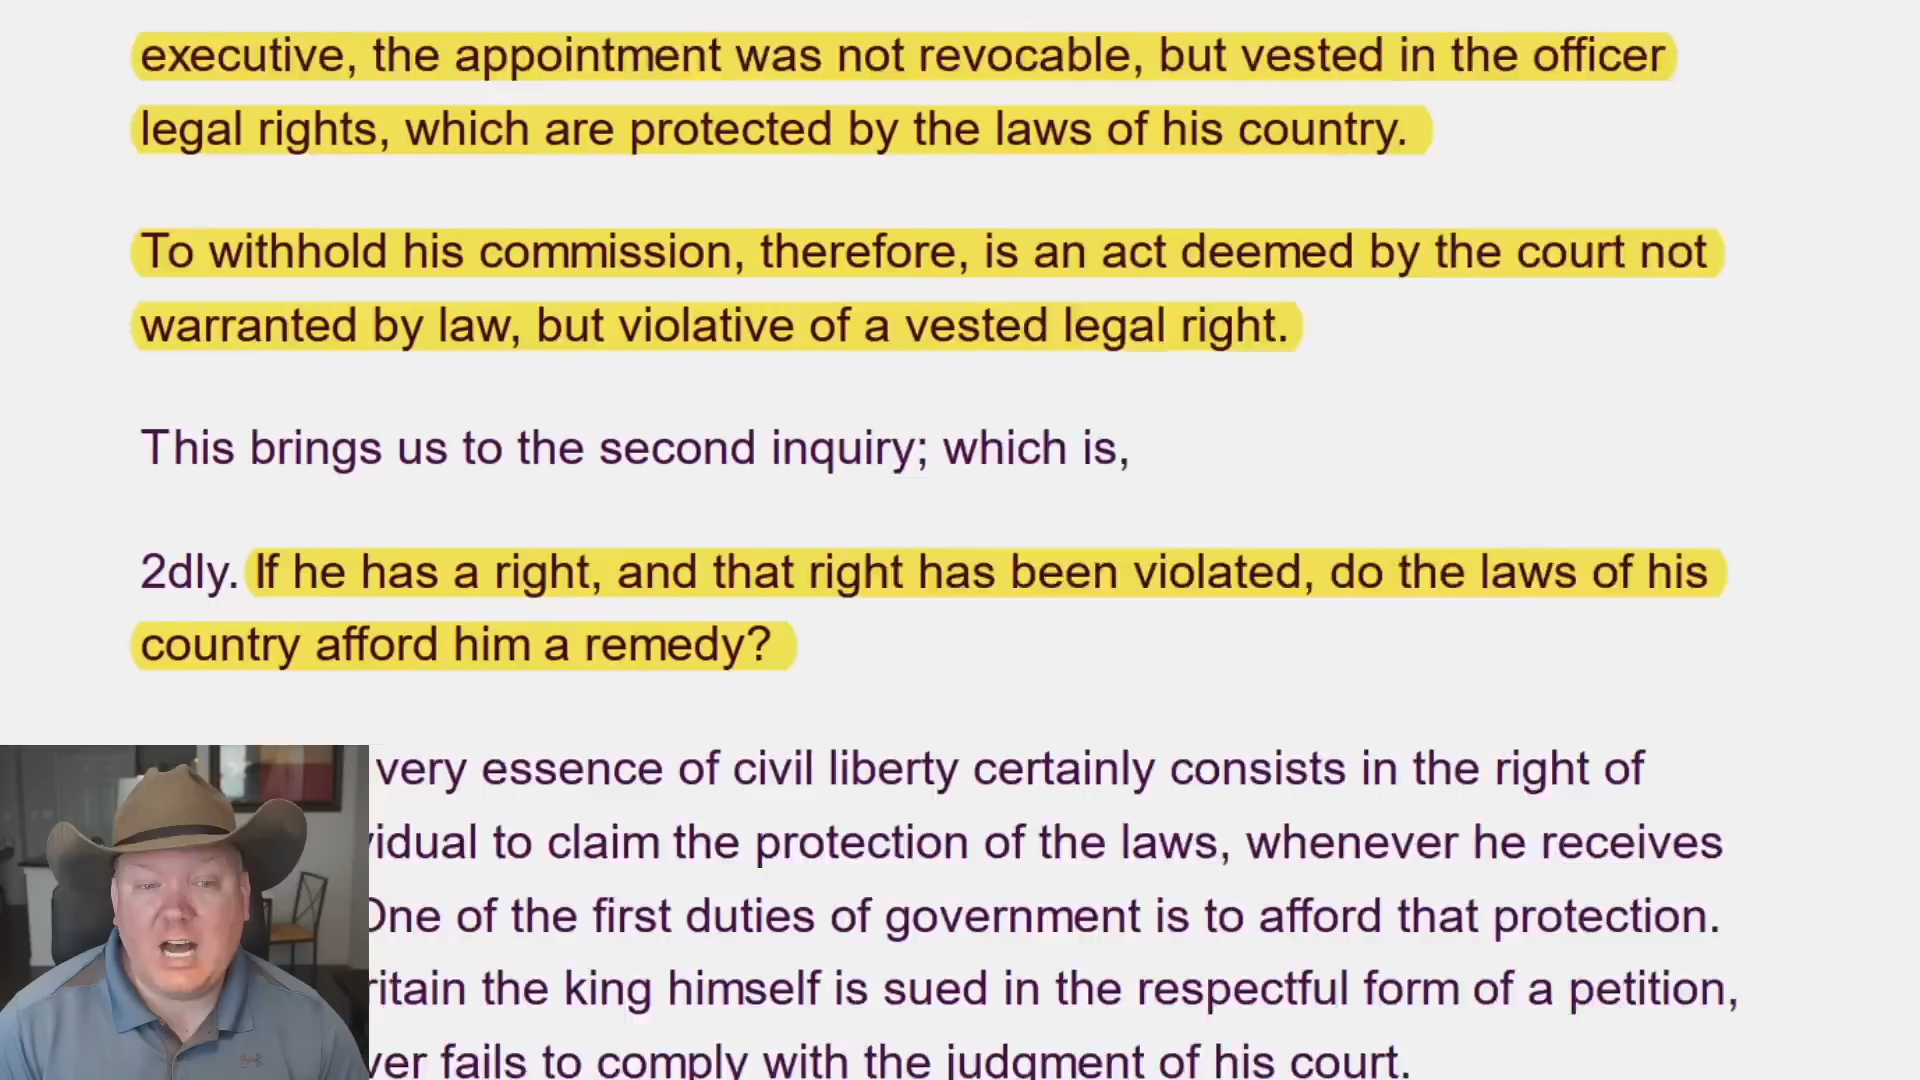 executive, the appointment was not revocable, but vested in the officer
legal rights, which are protected by the laws of his country.
To withhold his commission, therefore, is an act deemed by the court not
warranted by law, but violative of a vested legal right.
This brings us to the second inquiry; which is,
2dly. If he has a right, and that right has been violated, do the laws of his
country afford him a remedy?
very essence of civil liberty certainly consists in the right of
vidual to claim the protection of the laws, whenever he receives
One of the first duties of government is to afford that protection.
ritain the king himself is sued in the respectful form of a petition,
ver fails to comply with the judgment of his court.